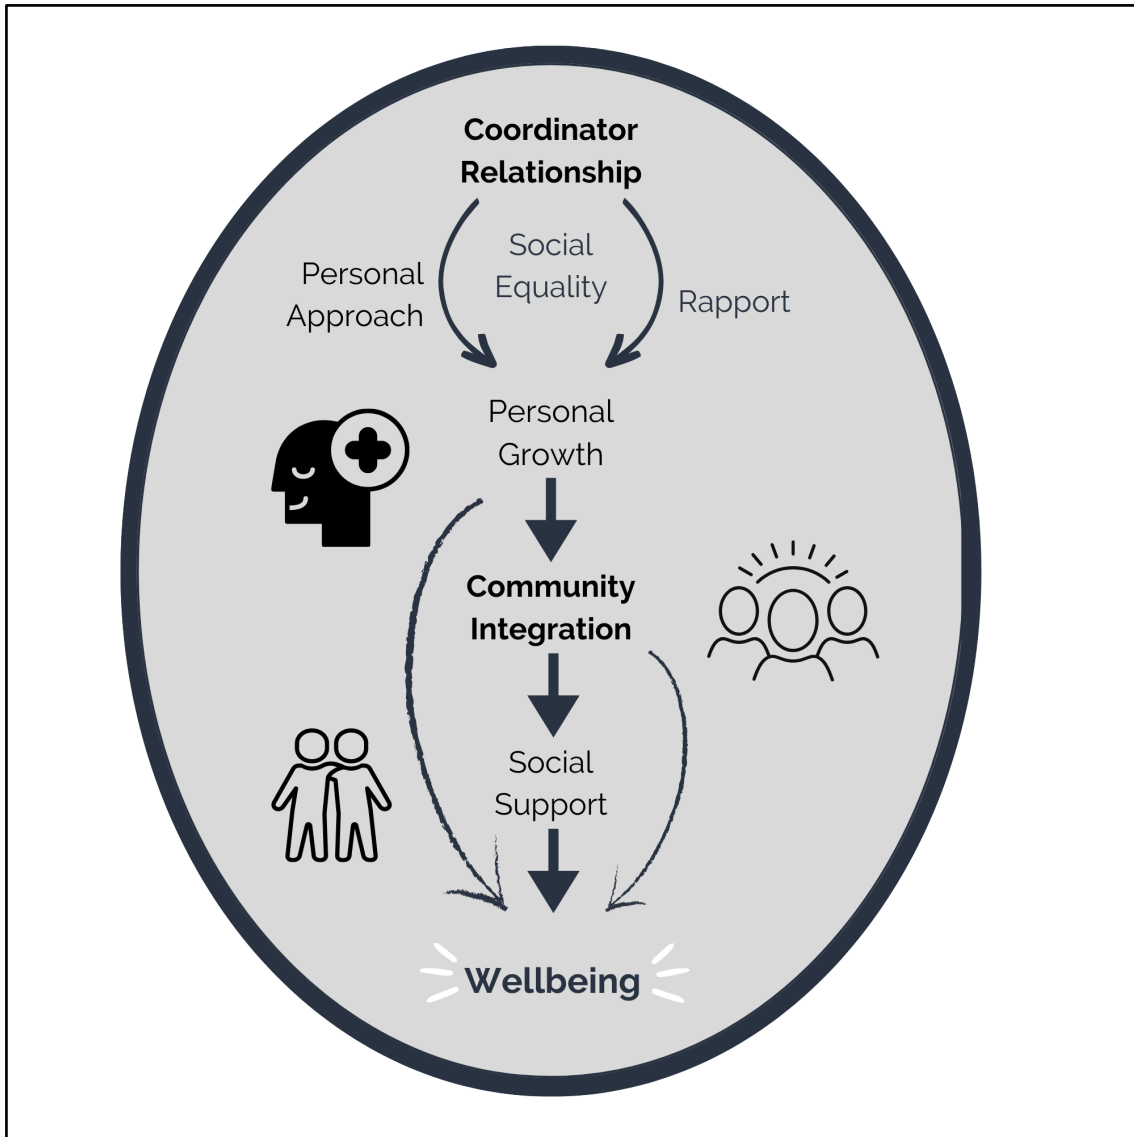 Coordinator
Relationship
Social
Equality
Personal
Approach
Rapport
Personal
Growth
Community
Integration
Social
Support
Wellbeing